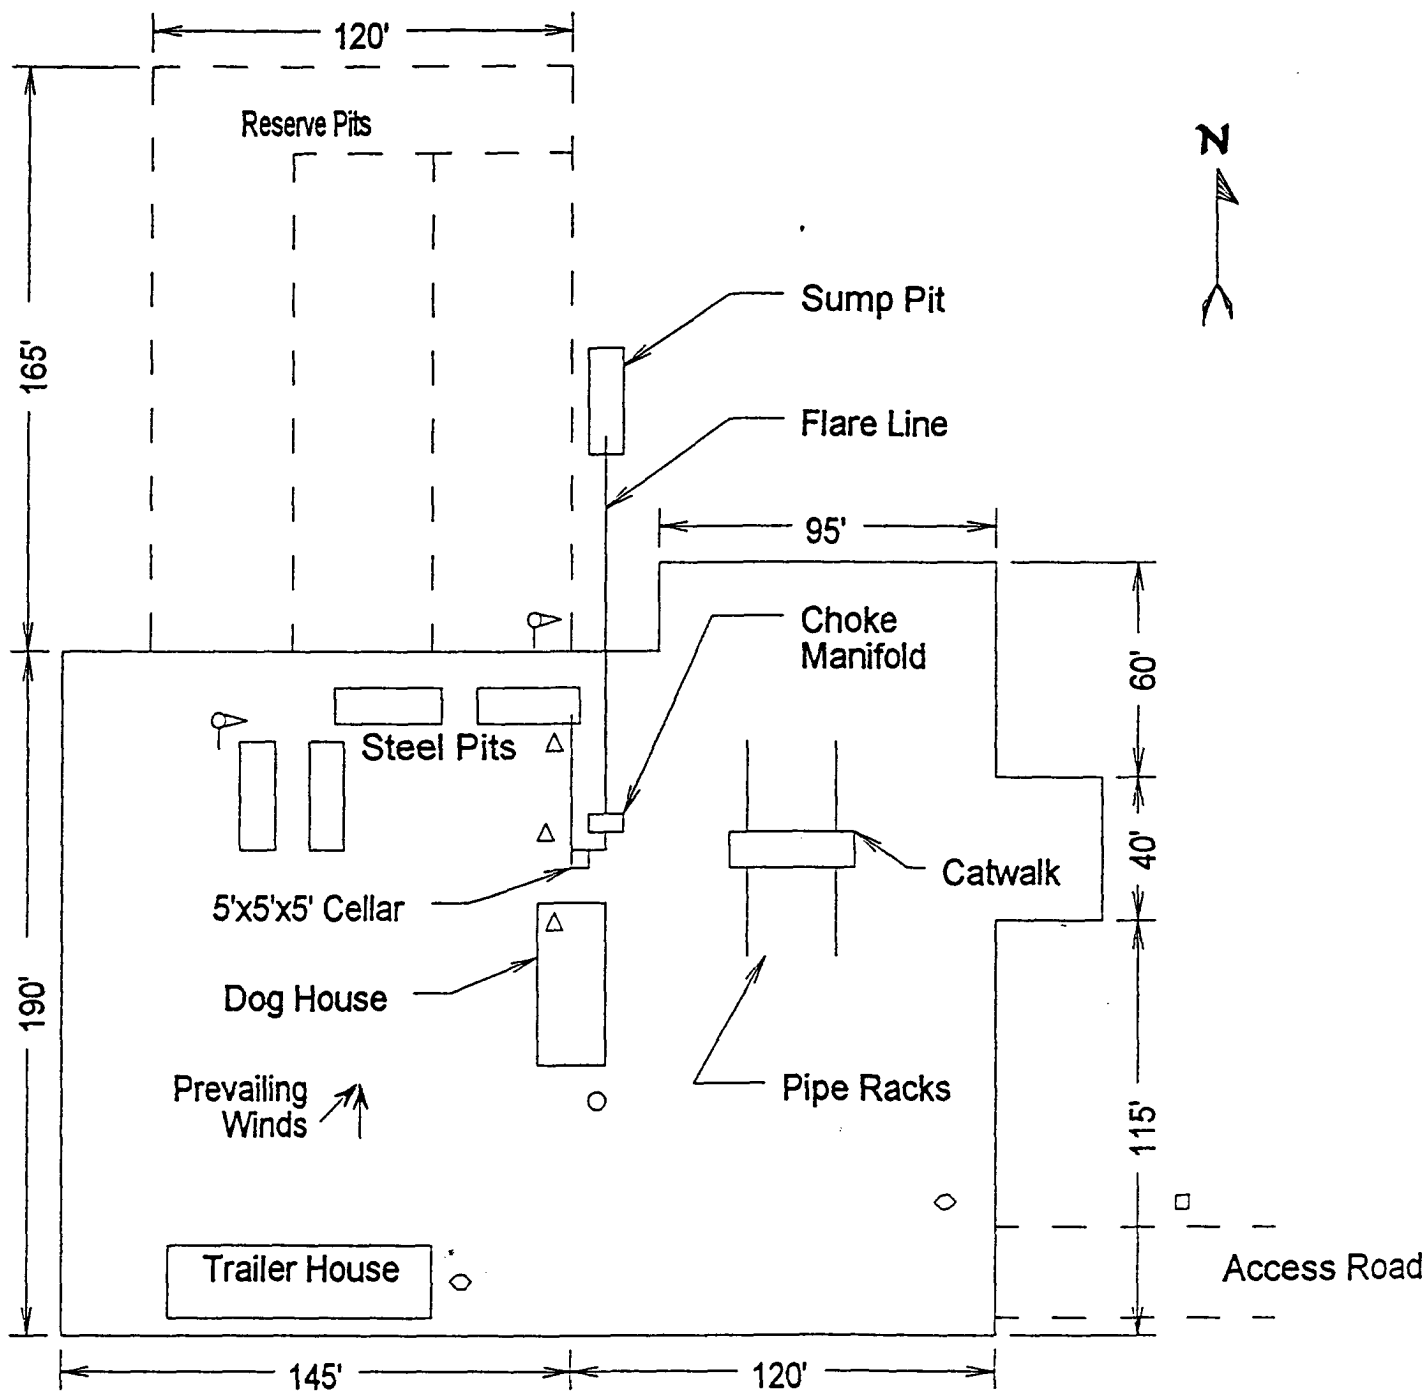 120'
Reserve Pits
N
Sump Pit
165'
Flare Line
95'
Choke
Manifold
60'
Steel Pits
40'
Catwalk
5'x5'x5' Cellar
Dog House
190'
Prevailing
Winds
Pipe Racks
115'
Trailer House
Access Road
145'
120'